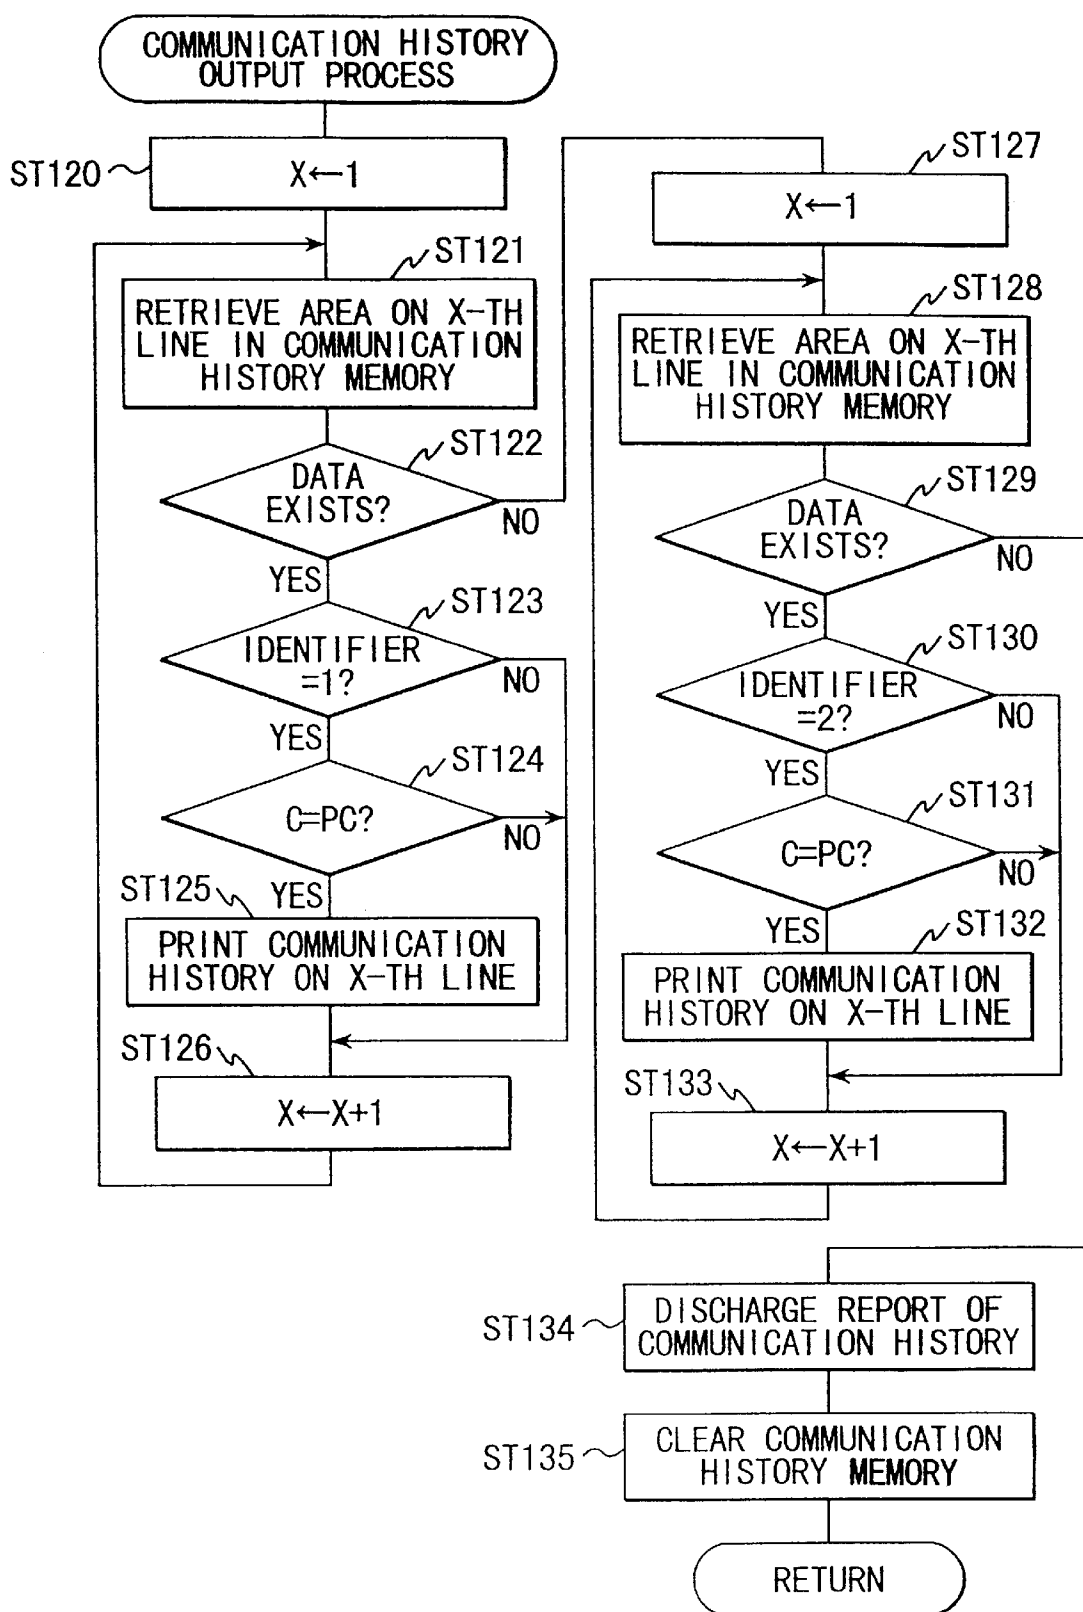 COMMUNICATION HISTORY
OUTPUT PROCESS
ST120
X←1
ST121
RETRIEVE AREA ON X-TH
LINE IN COMMUNICATION
HISTORY MEMORY
ST122
DATA
EXISTS?
NO
YES
ST123
IDENTIFIER
=1?
NO
YES
ST124
C=PC?
NO
YES
ST125
PRINT COMMUNICATION
HISTORY ON X-TH LINE
ST126
X←X+1
ST127
X←1
ST128
RETRIEVE AREA ON X-TH
LINE IN COMMUNICATION
HISTORY MEMORY
ST129
DATA
EXISTS?
NO
YES
ST130
IDENTIFIER
=2?
NO
YES
ST131
C=PC?
NO
YES
ST132
PRINT COMMUNICATION
HISTORY ON X-TH LINE
ST133
X←X+1
ST134
DISCHARGE REPORT OF
COMMUNICATION HISTORY
ST135
CLEAR COMMUNICATION
HISTORY MEMORY
RETURN